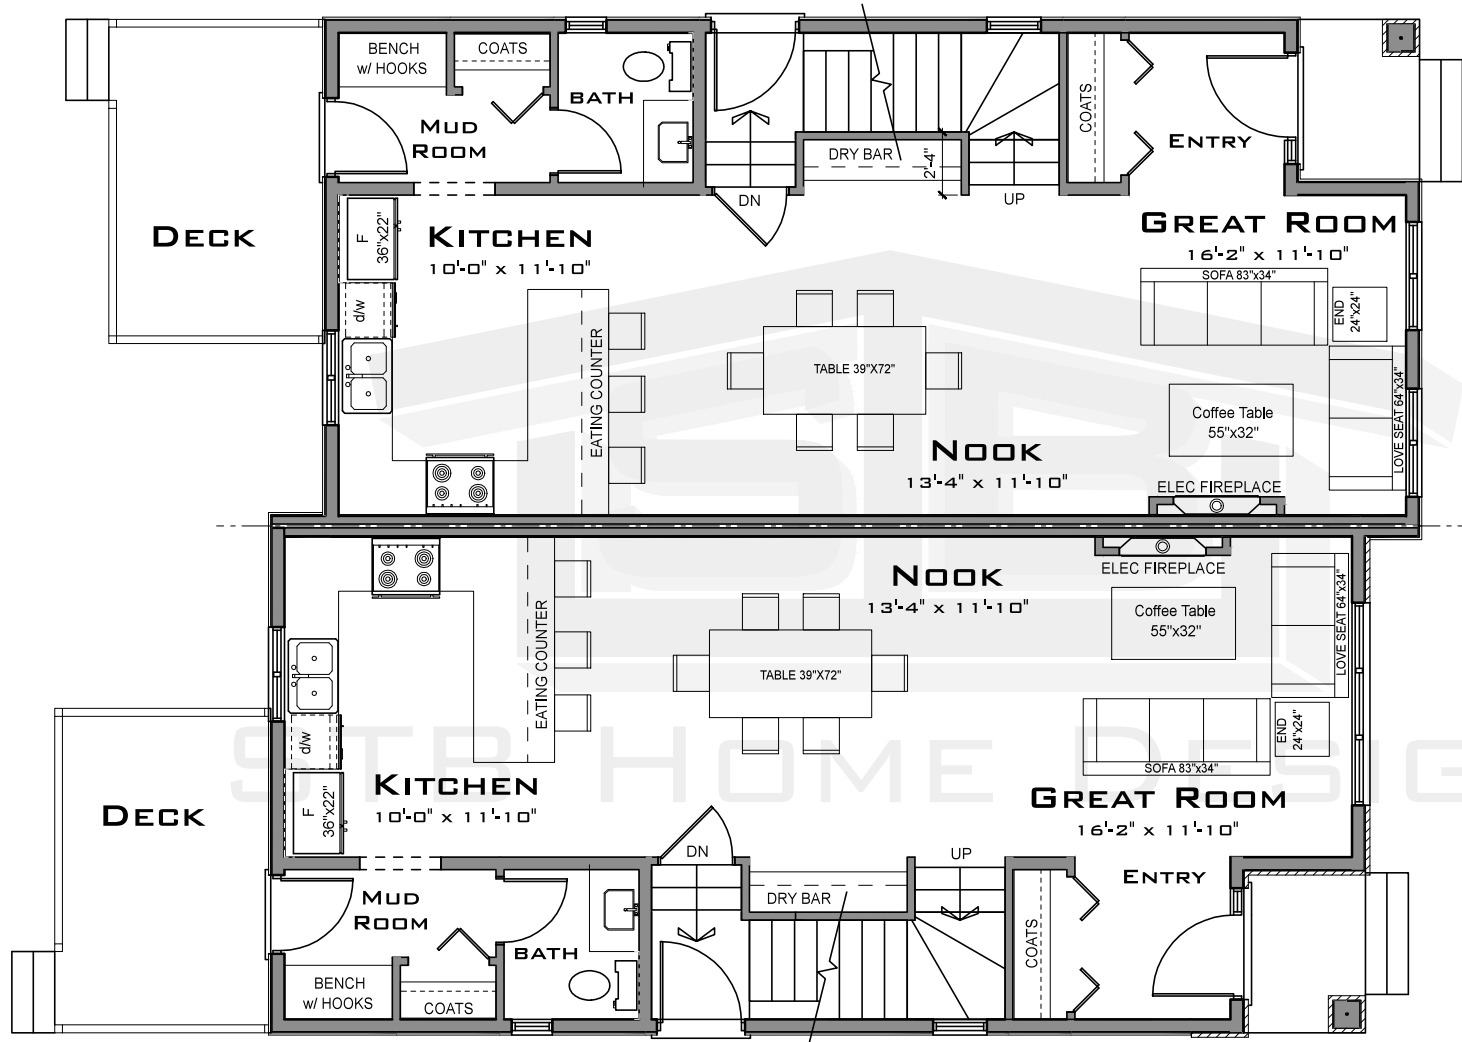 BENCH
w/ HOOKS
COATS
BATH
MUD
ROOM
DN
DRY BAR
2'-4"
UP
COATS
ENTRY
DECK
F
36"x22"
d/w
KITCHEN
10'-0" x 11'-10"
EATING COUNTER
TABLE 39"X72"
NOOK
13'-4" x 11'-10"
GREAT ROOM
16'-2" x 11'-10"
SOFA 83"x34"
END
24"x24"
LOVE SEAT 64"x34"
Coffee Table
55"x32"
ELEC FIREPLACE
ELEC FIREPLACE
NOOK
13'-4" x 11'-10"
Coffee Table
55"x32"
LOVE SEAT 64"x34"
EATING COUNTER
TABLE 39"X72"
END
24"x24"
SOFA 83"x34"
GREAT ROOM
16'-2" x 11'-10"
d/w
F
36"x22"
KITCHEN
10'-0" x 11'-10"
DECK
DN
UP
DRY BAR
ENTRY
COATS
MUD
ROOM
BATH
BENCH
w/ HOOKS
COATS
STB HOME DESIG